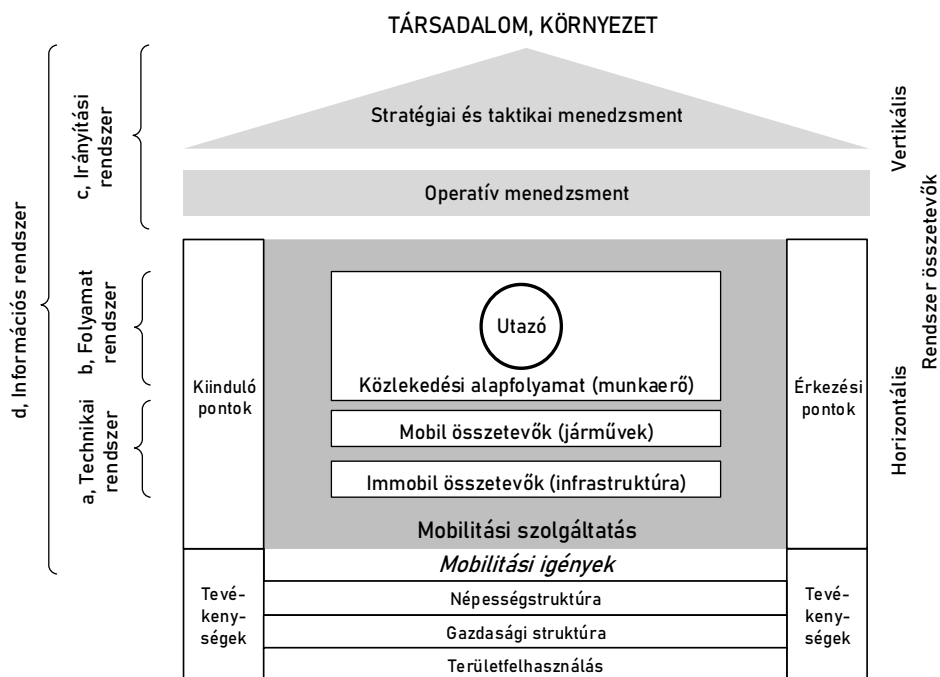 TÁRSADALOM, KÖRNYEZET
Stratégiai és taktikai menedzsment
Operatív menedzsment
d, Információs rendszer
c, Irányítási
rendszer
b, Folyamat
rendszer
a, Technikai
rendszer
Kiinduló
pontok
Utazó
Közlekedési alapfolyamat (munkaerő)
Mobil összetevők (járművek)
Immobil összetevők (infrastruktúra)
Mobilitási szolgáltatás
Érkezési
pontok
Vertikális
Horizontális
Rendszer összetevők
Tevé-
keny-
ségek
Mobilitási igények
Népességstruktúra
Gazdasági struktúra
Területfelhasználás
Tevé-
keny-
ségek